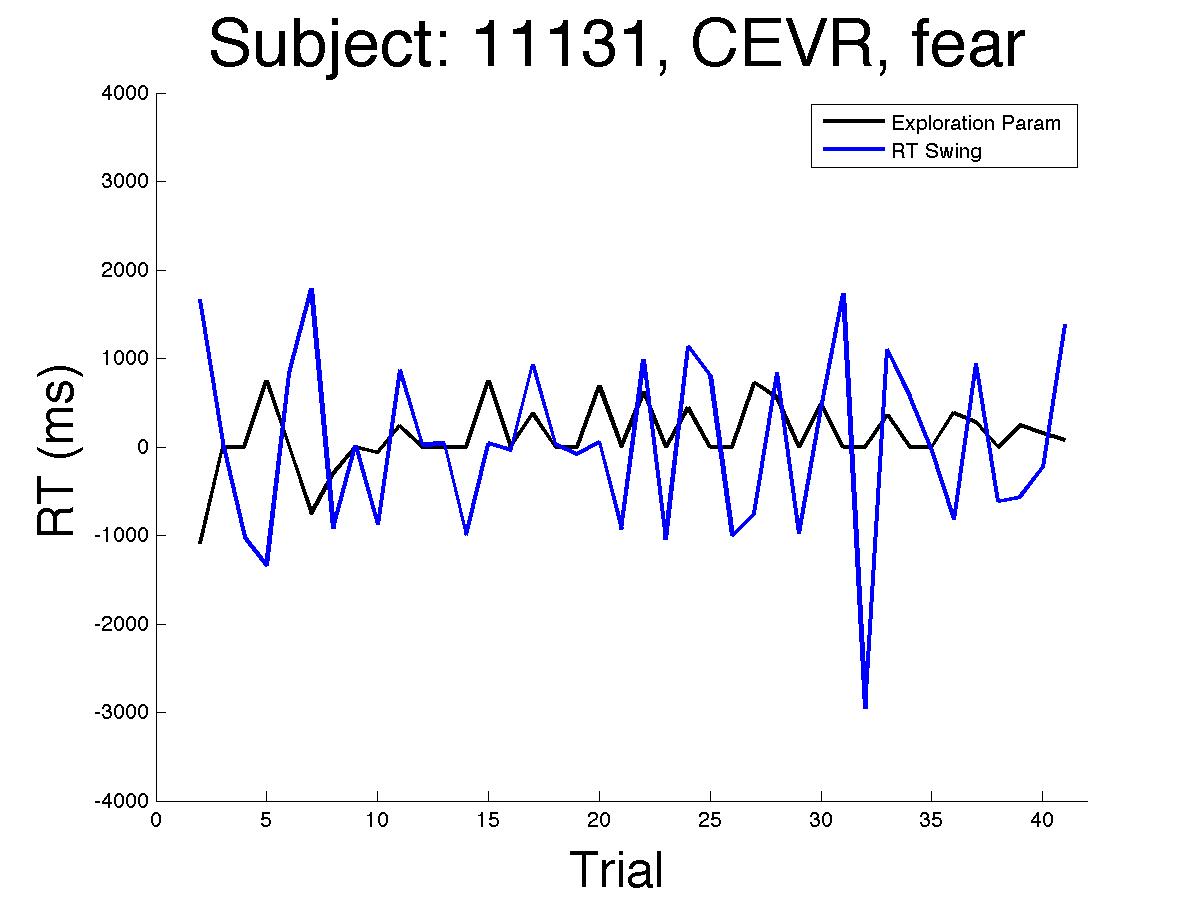 Subject: 11131, CEVR, fear
4000
3000
2000
1000
0
-1000
-2000
-3000
-4000
RT (ms)
Exploration Param
RT Swing
0 5 10 15 20 25 30 35 40
Trial